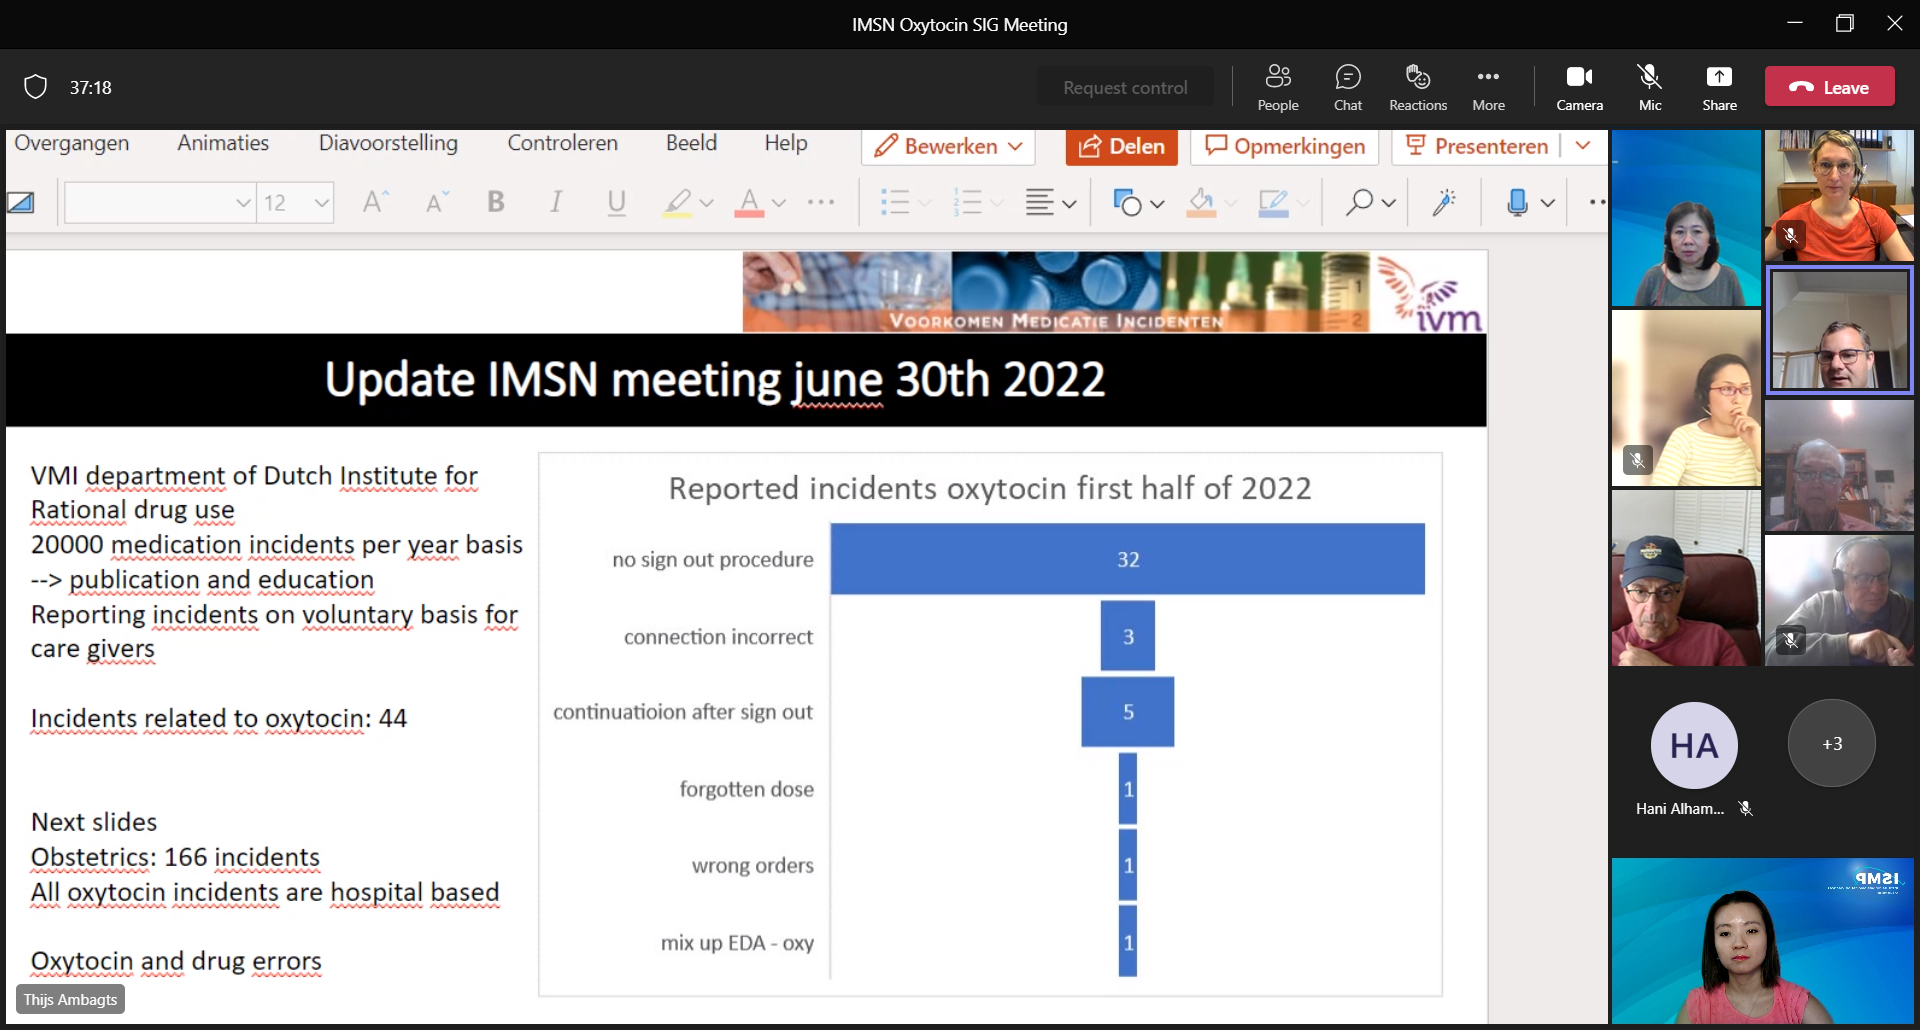 IMSN Oxytocin SIG Meeting
37:18
Request control
People
Chat
Reactions
More
Camera
Mic
Share
Leave
Overgangen Animaties Diavoorstelling Controleren Beeld Help Bewerken Delen Opmerkingen Presenteren
12 A A B I U A
VOORKOMEN MEDICATIE INCIDENTEN
ivm
Update IMSN meeting june 30th 2022
VMI department of Dutch Institute for
Rational drug use
20000 medication incidents per year basis
--> publication and education
Reporting incidents on voluntary basis for
care givers
Incidents related to oxytocin: 44
Next slides
Obstetrics: 166 incidents
All oxytocin incidents are hospital based
Oxytocin and drug errors
Thijs Ambagts
Reported incidents oxytocin first half of 2022
no sign out procedure 32
connection incorrect 3
continuatioion after sign out 5
forgotten dose 1
wrong orders 1
mix up EDA - oxy 1
HA
Hani Alham...
+3
ISMP